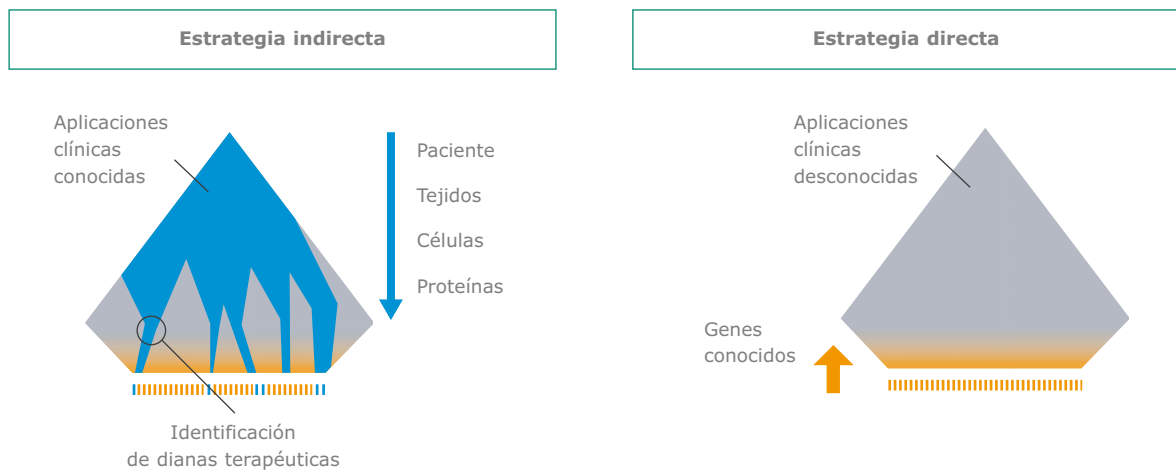 Estrategia indirecta
Aplicaciones
clínicas
conocidas
Paciente
Tejidos
Células
Proteínas
Identificación
de dianas terapéuticas
Estrategia directa
Aplicaciones
clínicas
desconocidas
Genes
conocidos